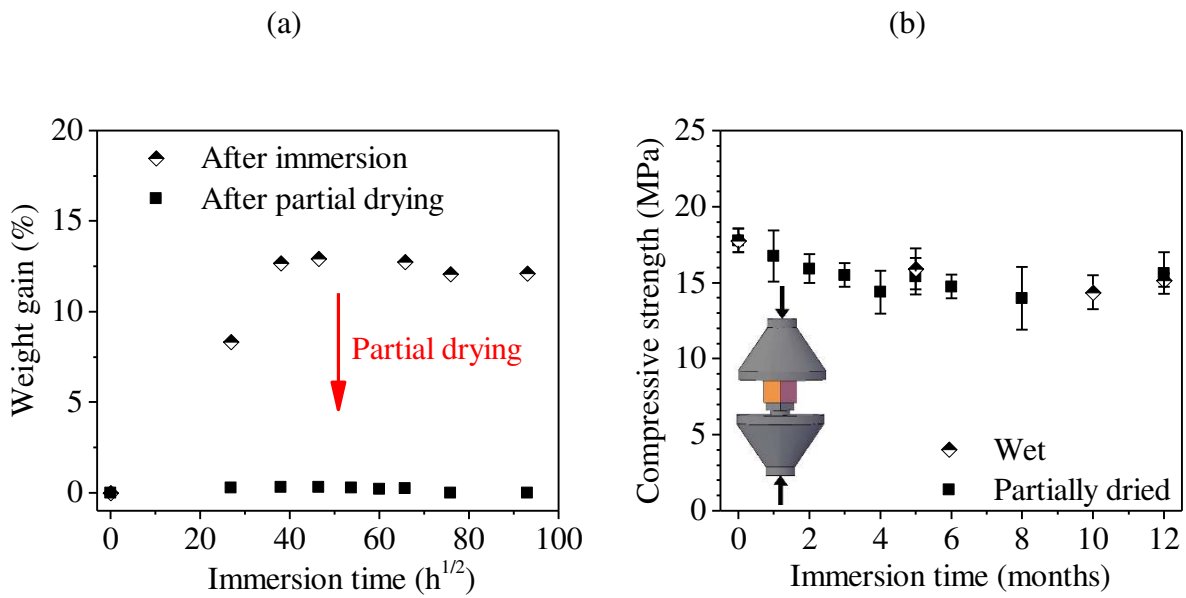 (a)
20
15
10
5
0
Weight gain (%)
After immersion
After partial drying
Partial drying
0 20 40 60 80 100
Immersion time (h^1/2)
(b)
25
20
15
10
5
0
Compressive strength (MPa)
Wet
Partially dried
0 2 4 6 8 10 12
Immersion time (months)